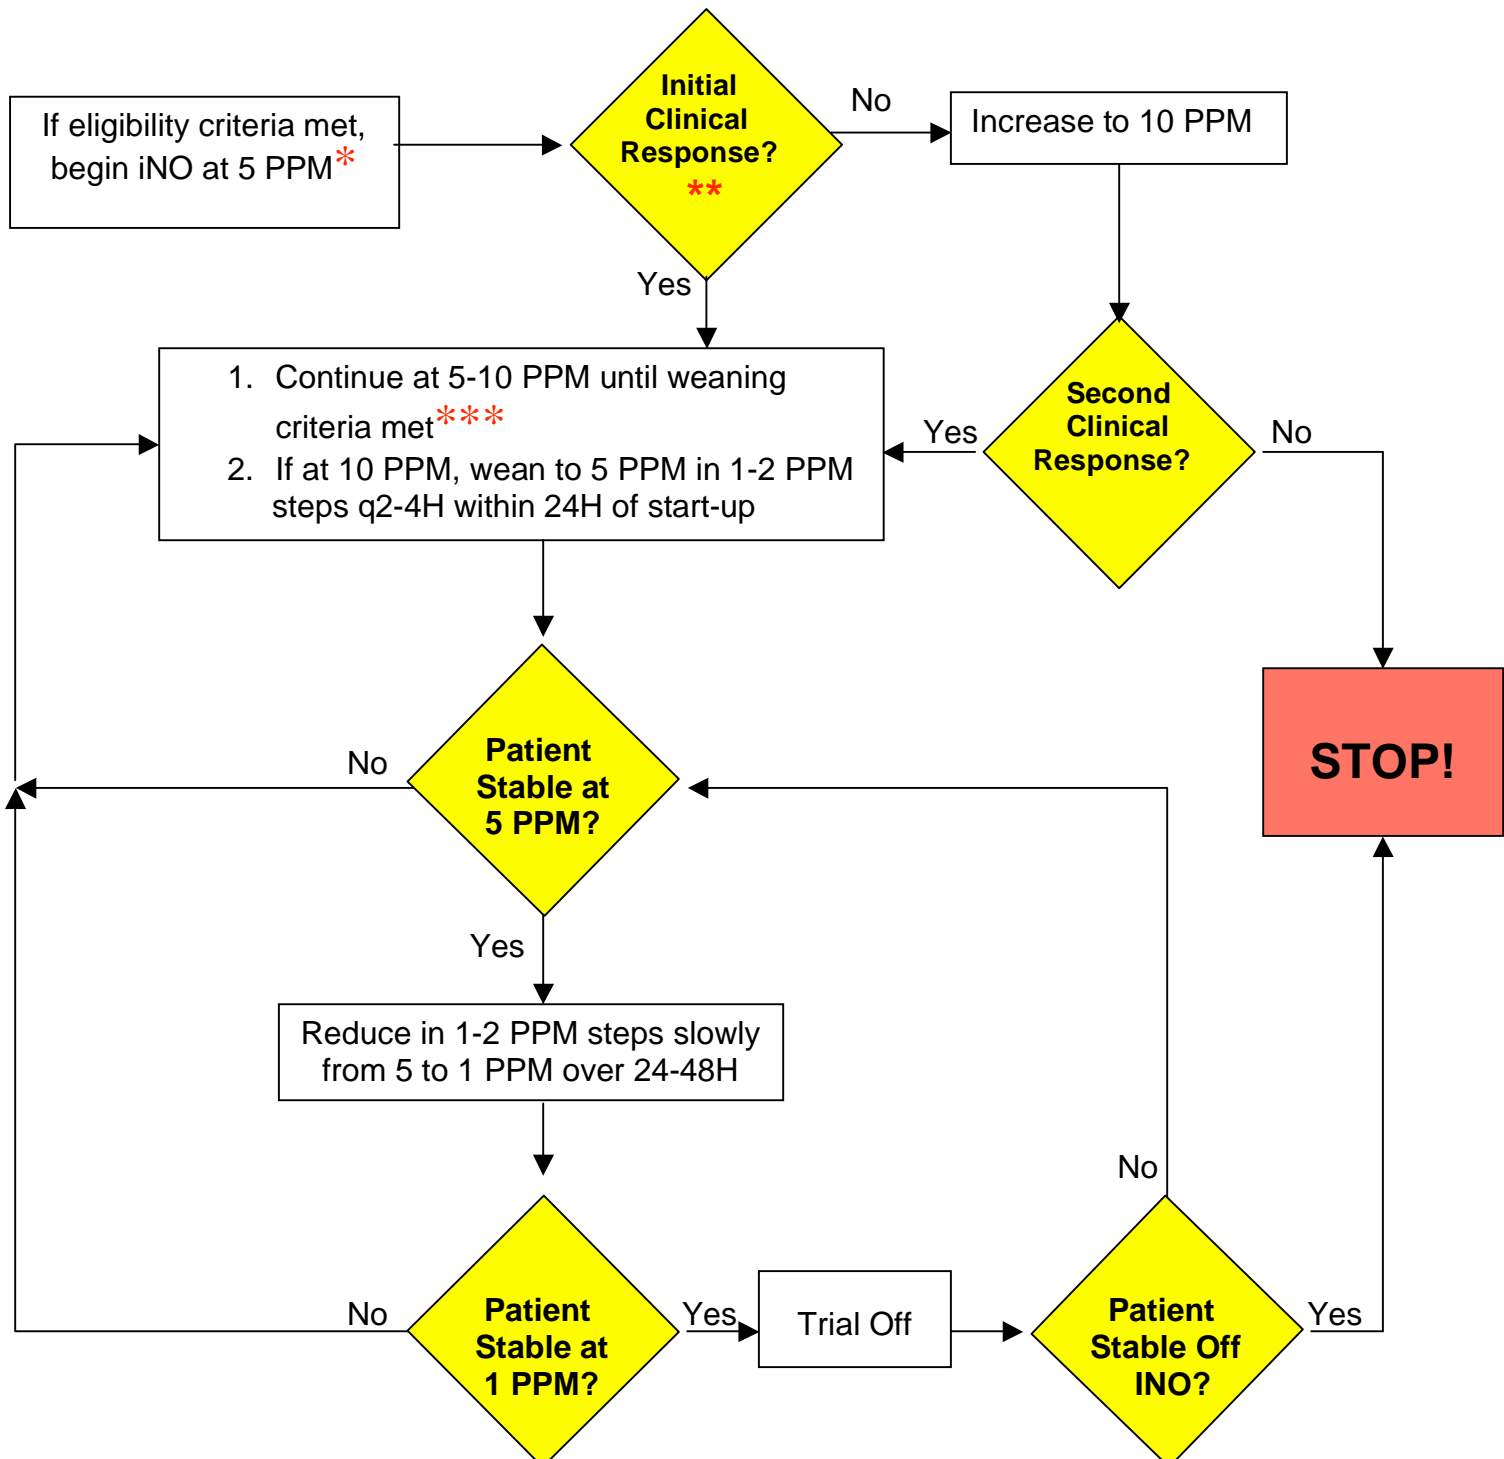 If eligibility criteria met,
begin iNO at 5 PPM*
Initial
Clinical
Response?
**
No
Increase to 10 PPM
Yes
1. Continue at 5-10 PPM until weaning
criteria met***
2. If at 10 PPM, wean to 5 PPM in 1-2 PPM
steps q2-4H within 24H of start-up
Yes
Second
Clinical
Response?
No
STOP!
No
Patient
Stable at
5 PPM?
Yes
Reduce in 1-2 PPM steps slowly
from 5 to 1 PPM over 24-48H
No
No
Patient
Stable at
1 PPM?
Yes
Trial Off
Patient
Stable Off
INO?
Yes